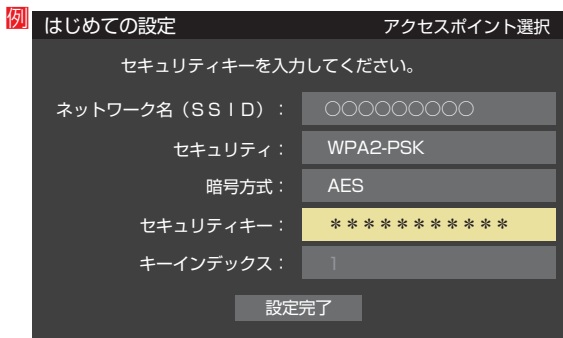 例
はじめての設定 アクセスポイント選択
セキュリティキーを入力してください。
ネットワーク名(SSID): ○○○○○○○○○
セキュリティ: WPA2-PSK
暗号方式: AES
セキュリティキー: ***********
キーインデックス: 1
設定完了